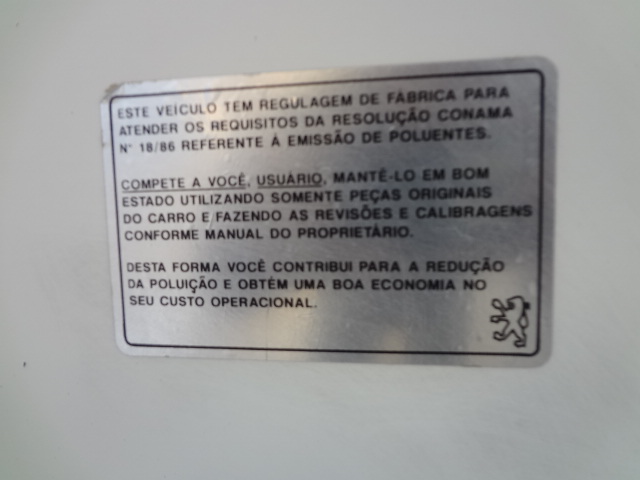 ESTE VEÍCULO TEM REGULAGEM DE FÁBRICA PARA
ATENDER OS REQUISITOS DA RESOLUÇÃO CONAMA
N° 18/86 REFERENTE À EMISSÃO DE POLUENTES.
COMPETE A VOCÊ, USUÁRIO, MANTÊ-LO EM BOM
ESTADO UTILIZANDO SOMENTE PEÇAS ORIGINAIS
DO CARRO E FAZENDO AS REVISÕES E CALIBRAGENS
CONFORME MANUAL DO PROPRIETÁRIO.
DESTA FORMA VOCÊ CONTRIBUI PARA A REDUÇÃO
DA POLUIÇÃO E OBTÉM UMA BOA ECONOMIA NO
SEU CUSTO OPERACIONAL.